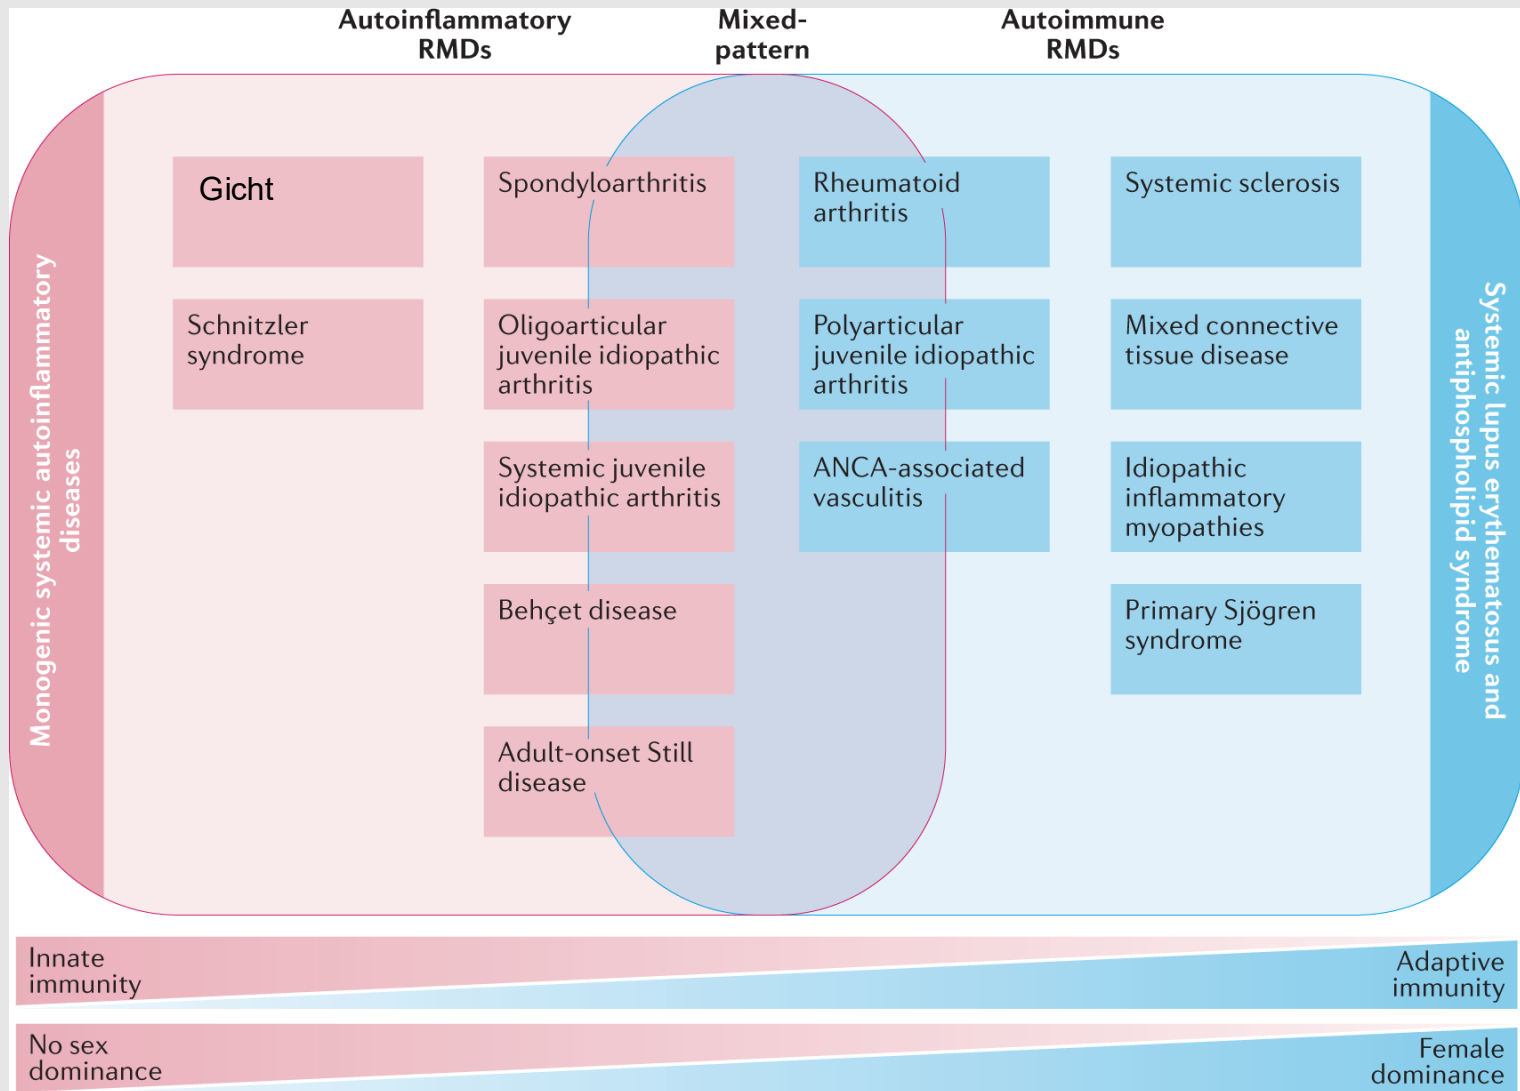 Autoinflammatory
RMDs
Mixed-
pattern
Autoimmune
RMDs
Monogenic systemic autoinflammatory
diseases
Gicht
Schnitzler
syndrome
Spondyloarthritis
Oligoarticular
juvenile idiopathic
arthritis
Systemic juvenile
idiopathic arthritis
Behçet disease
Adult-onset Still
disease
Rheumatoid
arthritis
Polyarticular
juvenile idiopathic
arthritis
ANCA-associated
vasculitis
Systemic sclerosis
Mixed connective
tissue disease
Idiopathic
inflammatory
myopathies
Primary Sjögren
syndrome
Systemic lupus erythematosus and
antiphospholipid syndrome
Innate
immunity
Adaptive
immunity
No sex
dominance
Female
dominance